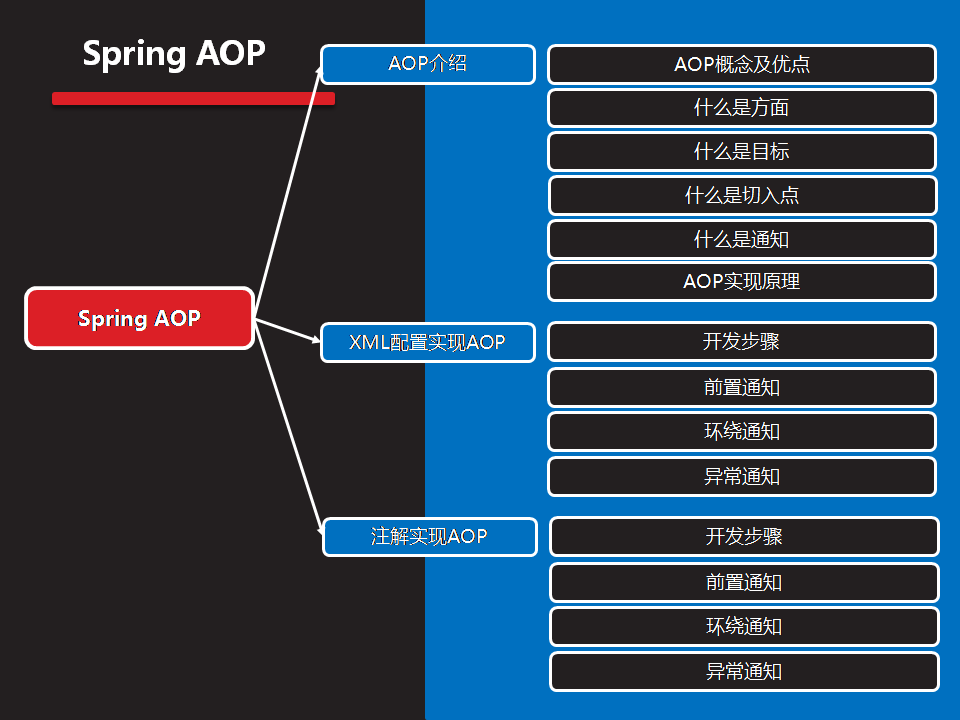 Spring AOP
Spring AOP
AOP介绍
AOP概念及优点
什么是方面
什么是目标
什么是切入点
什么是通知
AOP实现原理
XML配置实现AOP
开发步骤
前置通知
环绕通知
异常通知
注解实现AOP
开发步骤
前置通知
环绕通知
异常通知